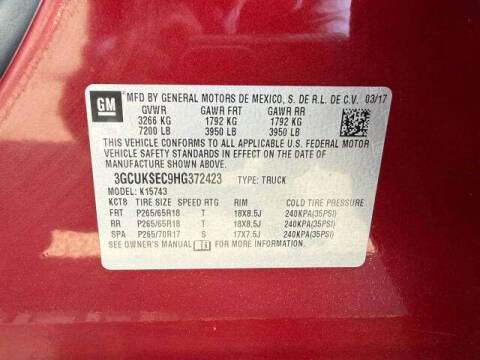 GM
MFD BY GENERAL MOTORS DE MEXICO, S. DE R.L. DE C.V. 03/17
GVWR GAWR FRT GAWR RR
3266 KG 1792 KG 1792 KG
7200 LB 3950 LB 3950 LB
THIS VEHICLE CONFORMS TO ALL APPLICABLE U.S. FEDERAL MOTOR
VEHICLE SAFETY STANDARDS IN EFFECT ON THE DATE OF
MANUFACTURE SHOWN ABOVE.
3GCUKSEC9HG372423 TYPE: TRUCK
MODEL: K15743
KCT8 TIRE SIZE SPEED RTG RIM COLD TIRE PRESSURE
FRT P265/65R18 T 18X8.5J 240KPA(35PSI)
RR P265/65R18 T 18X8.5J 240KPA(35PSI)
SPA P265/70R17 S 17X7.5J 240KPA(35PSI)
SEE OWNER'S MANUAL FOR MORE INFORMATION.